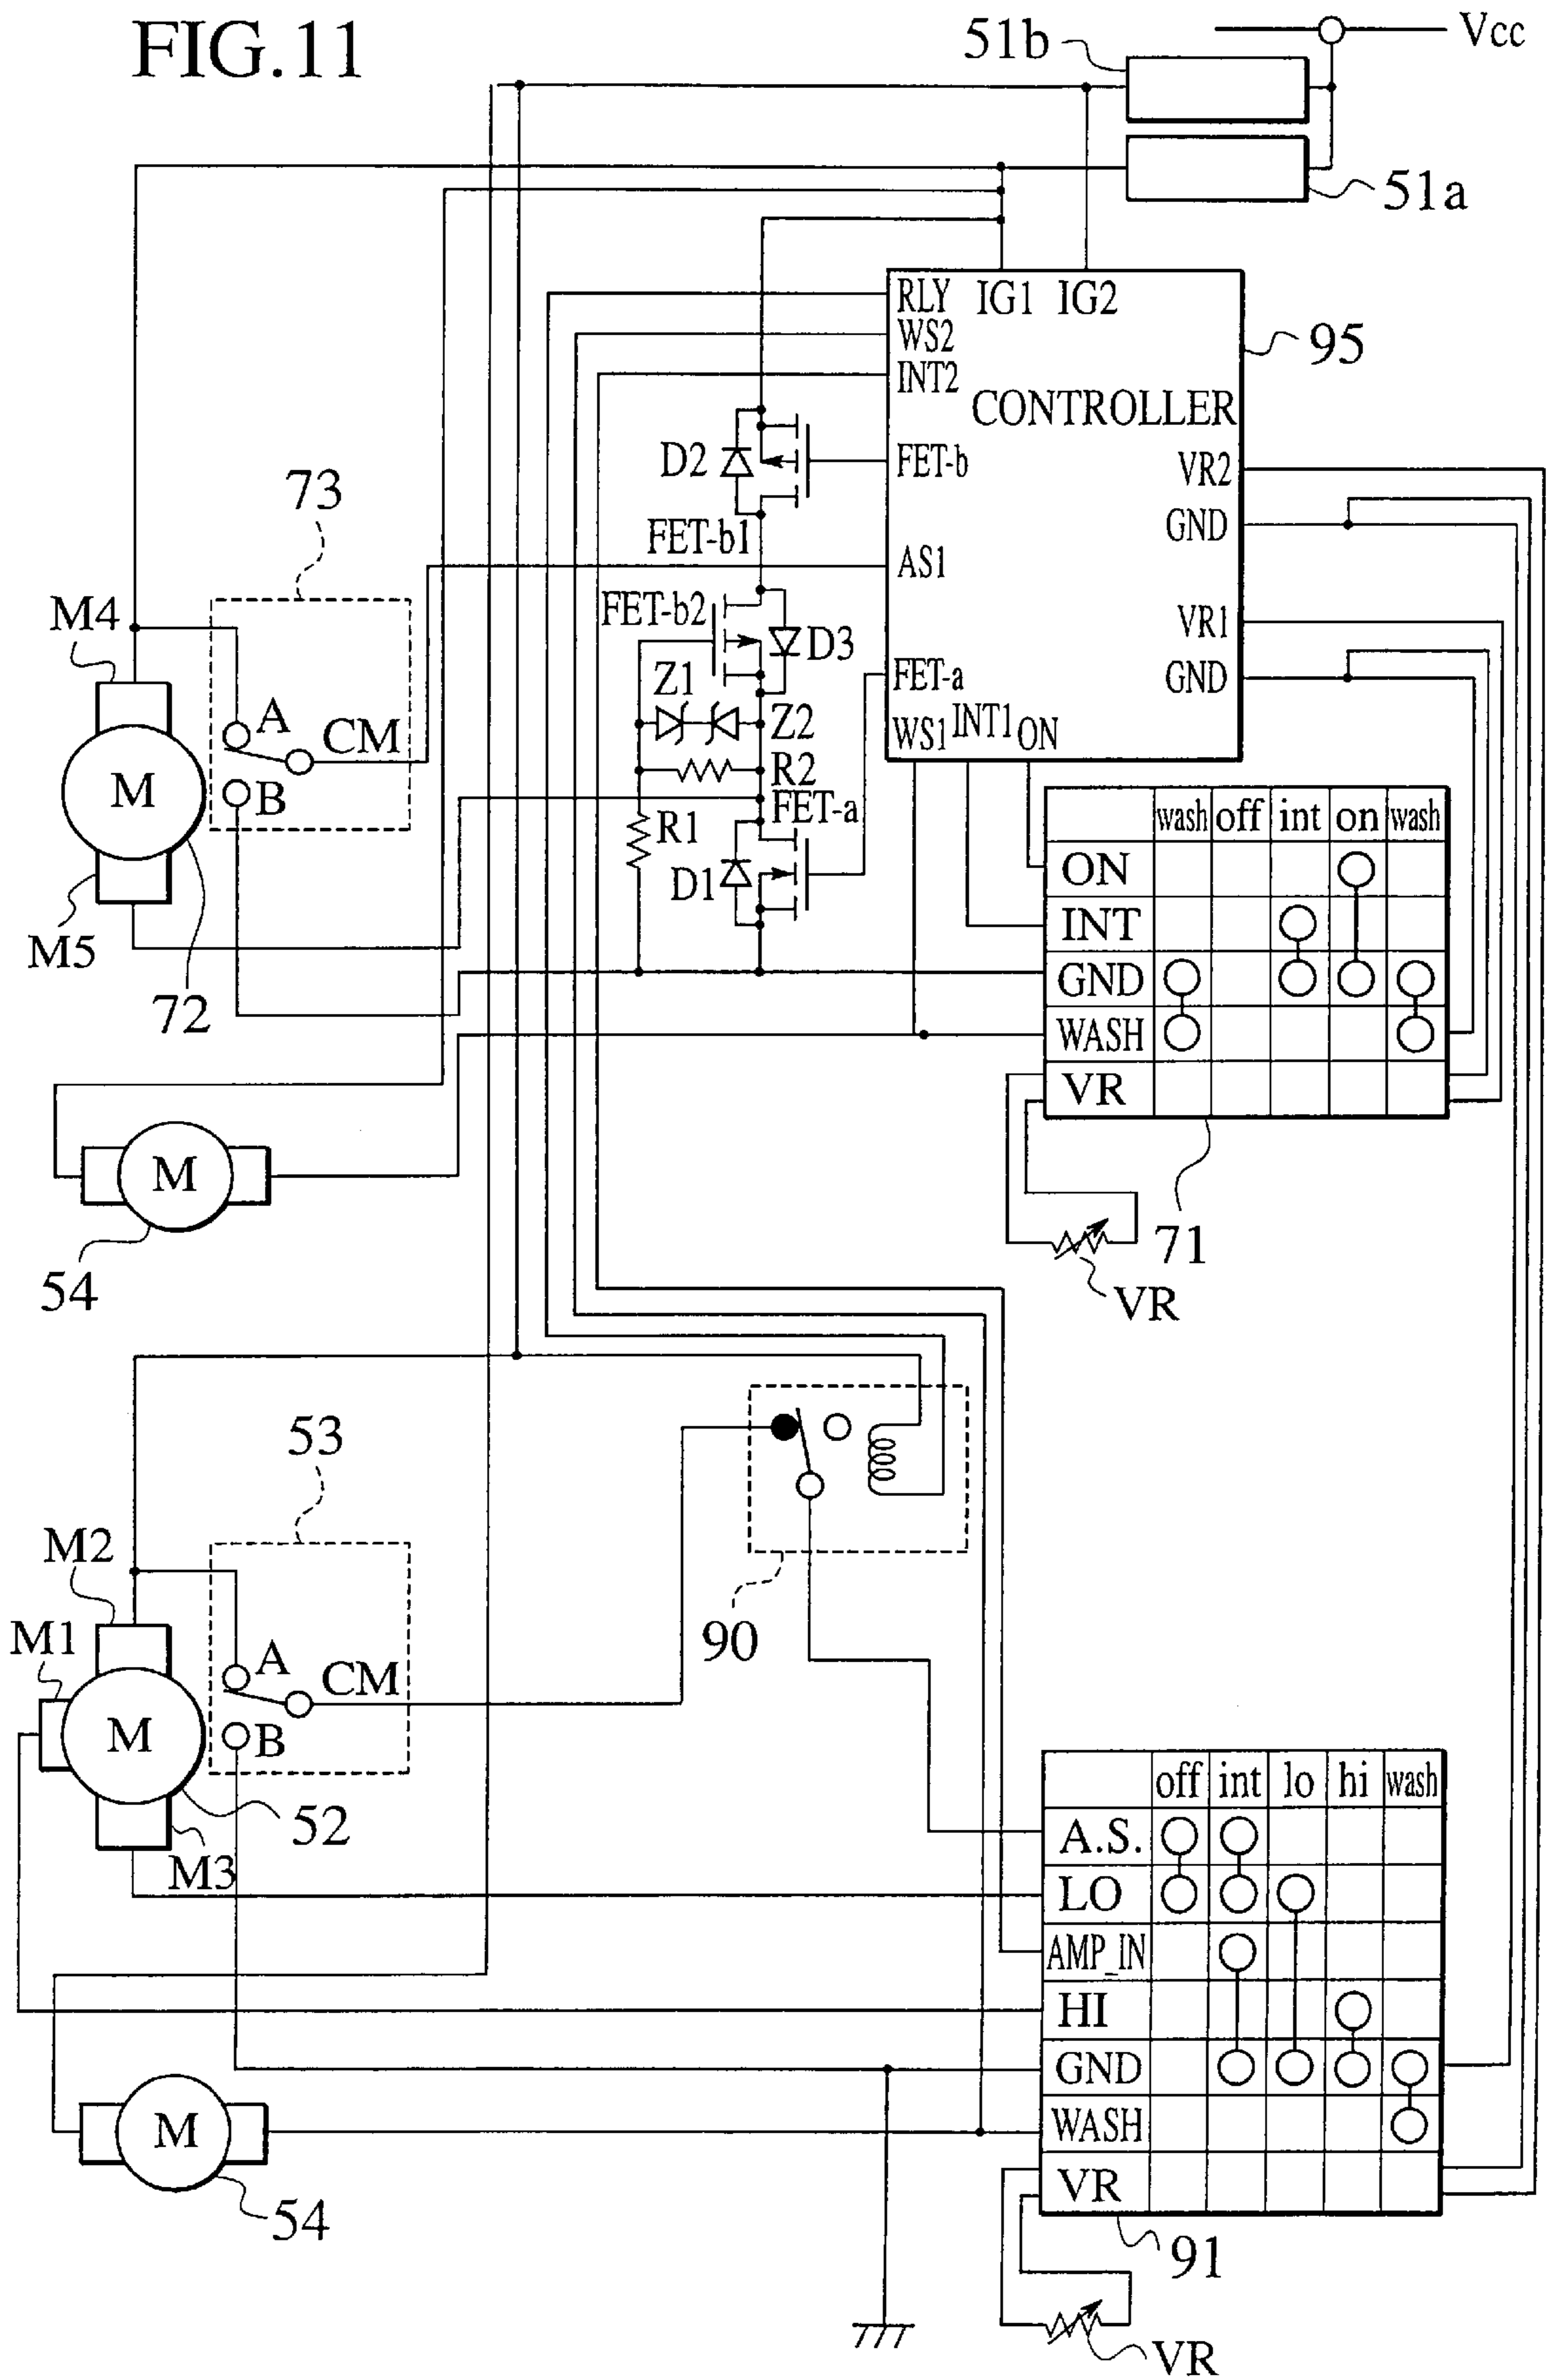 FIG.11
51b
Vcc
51a
RLY IG1 IG2
WS2
95
INT2
CONTROLLER
D2
FET-b
VR2
73
FET-b1
GND
AS1
M4
FET-b2
VR1
D3
Z1
FET-a
GND
A
CM
Z2
WS1 INT1 ON
M
B
R2
FET-a
wash off int on wash
R1
ON
D1
INT
M5
GND
72
WASH
VR
M
71
54
VR
53
M2
90
M1
A
CM
M
B
off int lo hi wash
52
A.S.
M3
LO
AMP_IN
HI
GND
M
WASH
VR
54
91
VR